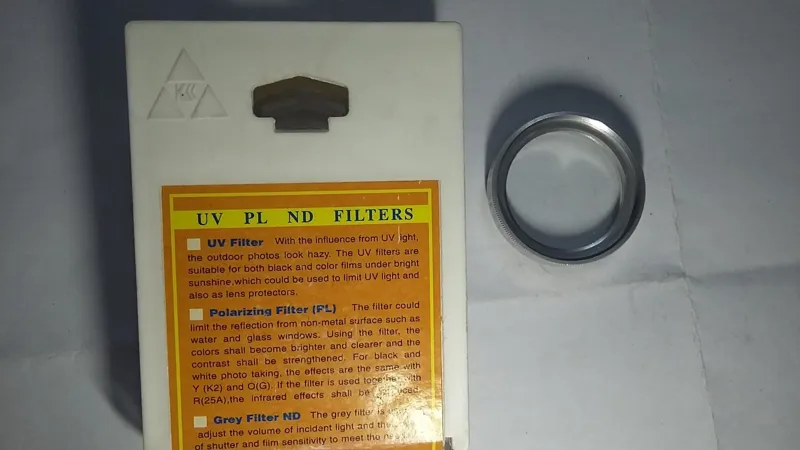 UV PL ND FILTERS
UV Filter With the influence from UV light,
the outdoor photos look hazy. The UV filters are
suitable for both black and color films under bright
sunshine,which could be used to limit UV light and
also as lens protectors.
Polarizing Filter (PL) The filter could
limit the reflection from non-metal surface such as
water and glass windows. Using the filter, the
colors shall become brighter and clearer and the
contrast shall be strengthened. For black and
white photo taking, the effects are the same with
Y (K2) and O(G). If the filter is used together with
R(25A),the infrared effects shall be
Grey Filter ND The grey filter is
adjust the volume of incident light and the
of shutter and film sensitivity to meet the